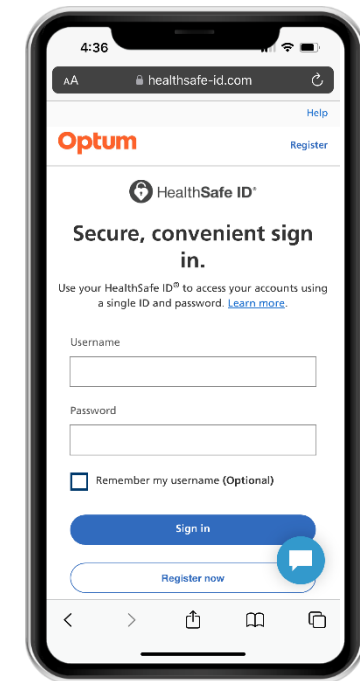 4:36
AA healthsafe-id.com
Help
Optum
Register
HealthSafe ID®
Secure, convenient sign
in.
Use your HealthSafe ID® to access your accounts using
a single ID and password. Learn more.
Username
Password
Remember my username (Optional)
Sign in
Register now